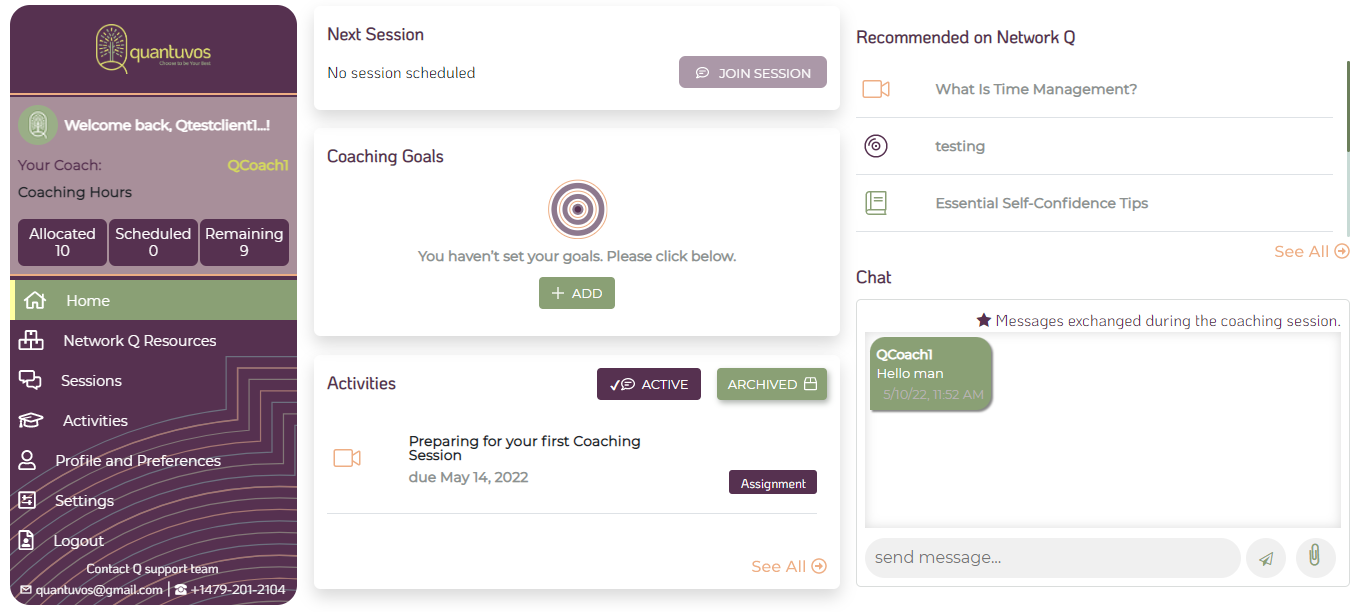 quantuvos
Choose to be Your Best
Welcome back, Qtestclient1...!
Your Coach:
QCoach1
Coaching Hours
Allocated
10
Scheduled
0
Remaining
9
Home
Network Q Resources
Sessions
Activities
Profile and Preferences
Settings
Logout
Contact Q support team
quantuvos@gmail.com | +1479-201-2104
Next Session
No session scheduled
JOIN SESSION
Coaching Goals
You haven't set your goals. Please click below.
+ ADD
Activities
ACTIVE
ARCHIVED
Preparing for your first Coaching
Session
due May 14, 2022
Assignment
See All
Recommended on Network Q
What Is Time Management?
testing
Essential Self-Confidence Tips
See All
Chat
Messages exchanged during the coaching session.
QCoach1
Hello man
5/10/22, 11:52 AM
send message...